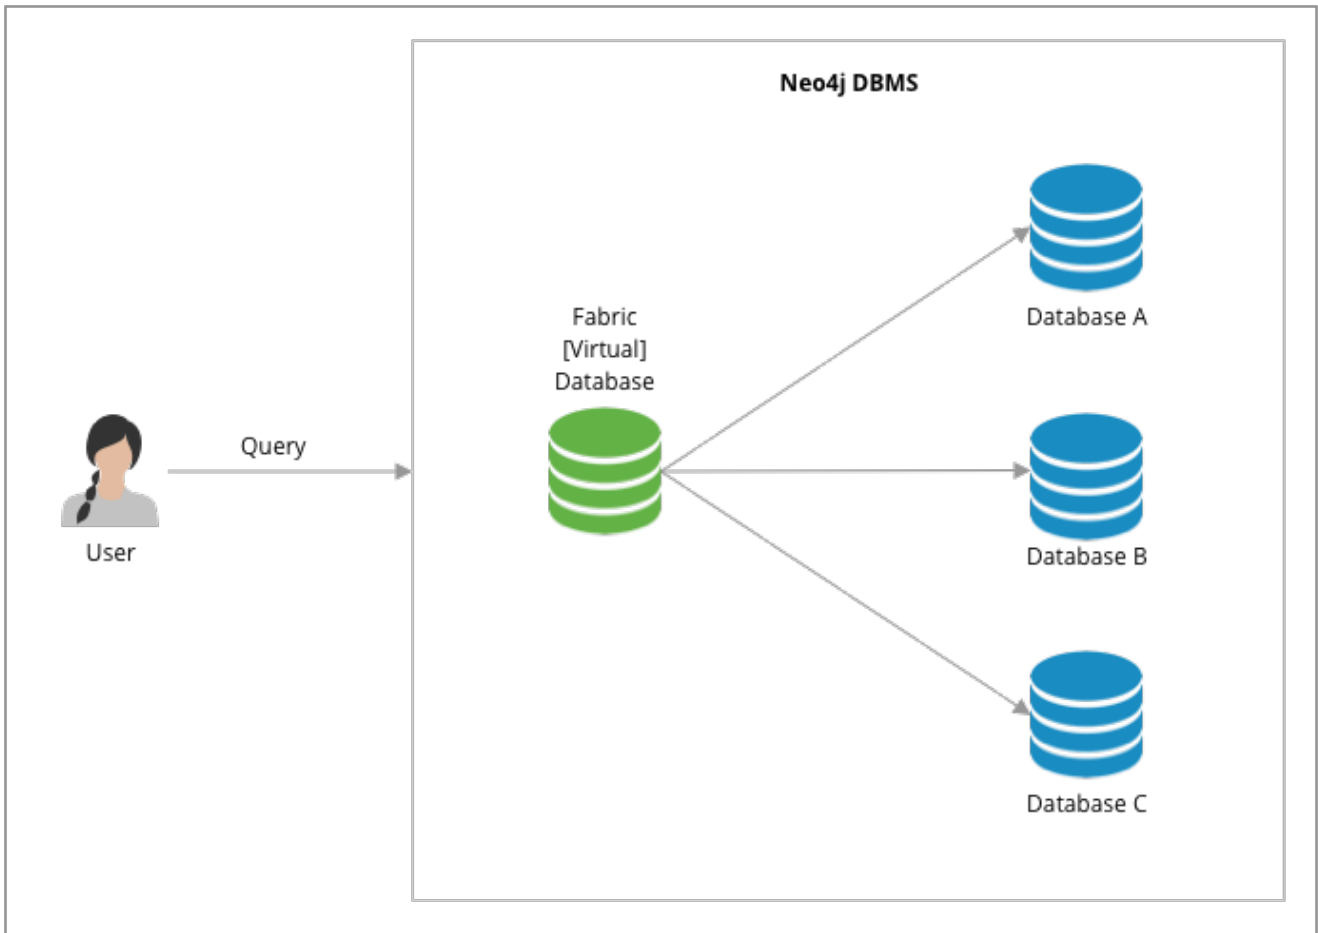 Neo4j DBMS
Database A
Fabric
[Virtual]
Database
Query
User
Database B
Database C